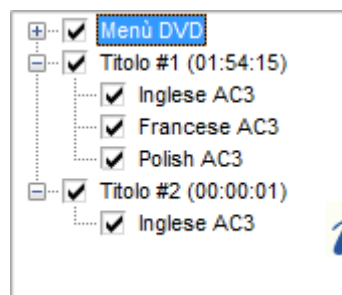 Menù DVD
Titolo #1 (01:54:15)
Inglese AC3
Francese AC3
Polish AC3
Titolo #2 (00:00:01)
Inglese AC3